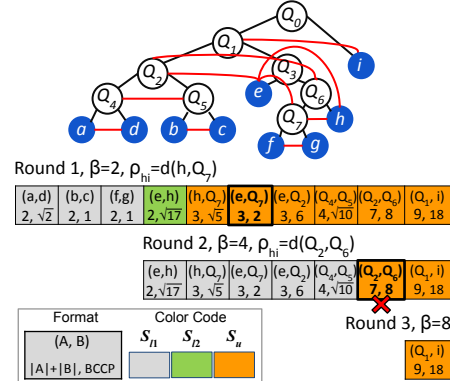 Q0
Q1
i
Q2
Q3
e
Q6
Q4
Q5
Q7
h
a
d
b
c
f
g
Round 1, β=2, ρhi=d(h,Q7)
(a,d) (b,c) (f,g) (e,h) (h,Q7) (e,Q7) (e,Q2) (Q4,Q5) (Q2,Q6) (Q1, i)
2, √2 2, 1 2, 1 2,√17 3, √5 3, 2 3, 6 4,√10 7, 8 9, 18
Round 2, β=4, ρhi=d(Q2,Q6)
(e,h) (h,Q7) (e,Q7) (e,Q2) (Q4,Q5) (Q2,Q6) (Q1, i)
2,√17 3, √5 3, 2 3, 6 4,√10 7, 8 9, 18
Round 3, β=8
(Q1, i)
9, 18
Format Color Code
(A, B) Sl1 Sl2 Su
|A|+|B|, BCCP